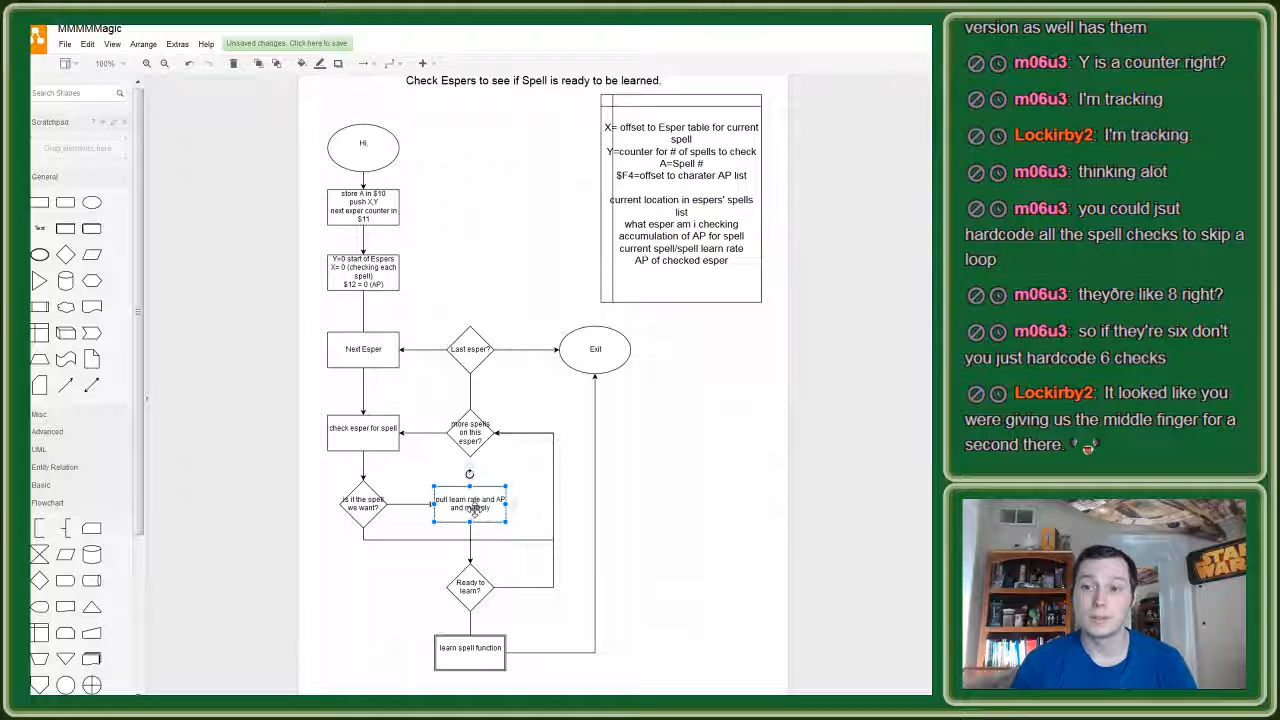 MMMMMagic
File Edit View Arrange Extras Help Unsaved changes. Click here to save
100%
Search Shapes
Scratchpad
Drag elements here
General
Text
Misc
Advanced
UML
Entity Relation
Basic
Flowchart
Check Espers to see if Spell is ready to be learned.
Hi.
store A in $10
push X,Y
next esper counter in
$11
Y=0 start of Espers
X= 0 (checking each
spell)
$12 = 0 (AP)
Next Esper
Last esper?
Exit
check esper for spell
more spells
on this
esper?
is it the spell
we want?
pull learn rate and AP
and multiply
Ready to
learn?
learn spell function
X= offset to Esper table for current
spell
Y=counter for # of spells to check
A=Spell #
$F4=offset to charater AP list
current location in espers' spells
list
what esper am i checking
accumulation of AP for spell
current spell/spell learn rate
AP of checked esper
version as well has them
m06u3: Y is a counter right?
m06u3: I'm tracking
Lockirby2: I'm tracking.
m06u3: thinking alot
m06u3: you could jsut
hardcode all the spell checks to skip a
loop
m06u3: theyðre like 8 right?
m06u3: so if they're six don't
you just hardcode 6 checks
Lockirby2: It looked like you
were giving us the middle finger for a
second there.
STAR
WARS